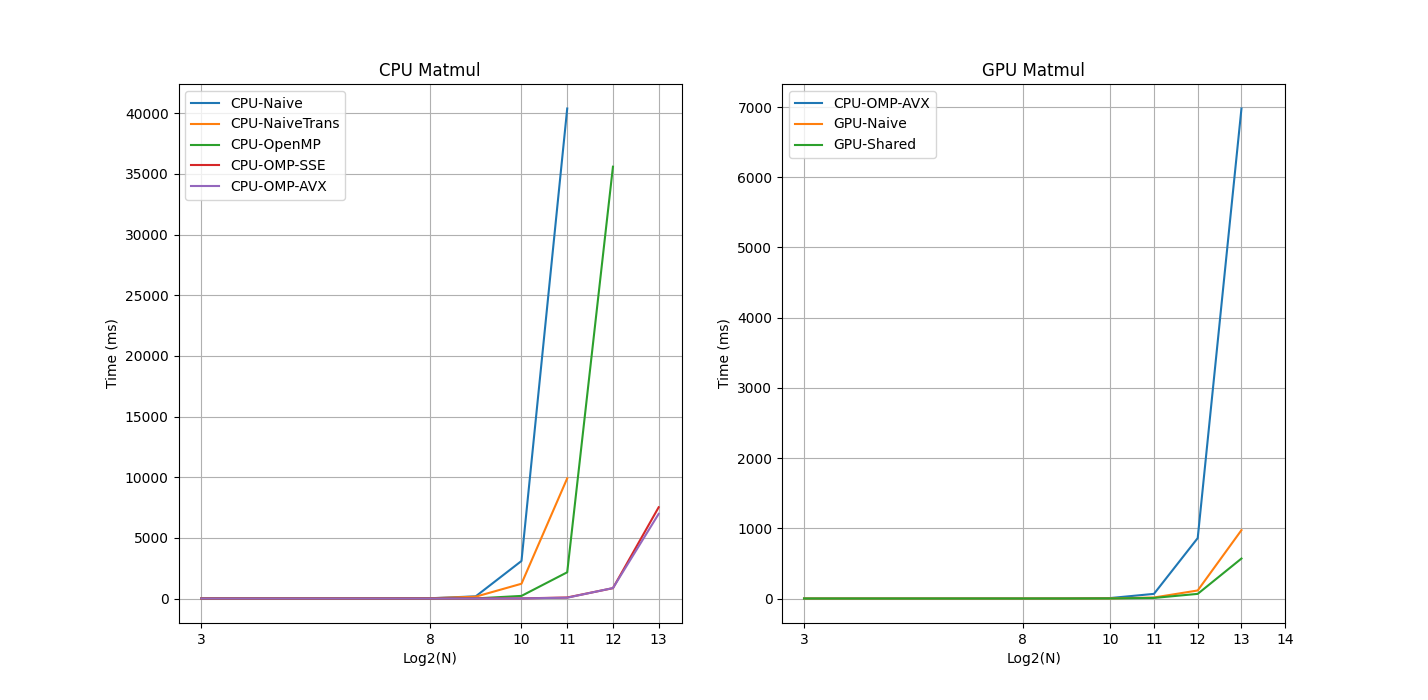 CPU Matmul
CPU-Naive
CPU-NaiveTrans
CPU-OpenMP
CPU-OMP-SSE
CPU-OMP-AVX
40000
35000
30000
25000
20000
15000
10000
5000
0
Time (ms)
3 8 10 11 12 13
Log2(N)
GPU Matmul
CPU-OMP-AVX
GPU-Naive
GPU-Shared
7000
6000
5000
4000
3000
2000
1000
0
Time (ms)
3 8 10 11 12 13 14
Log2(N)